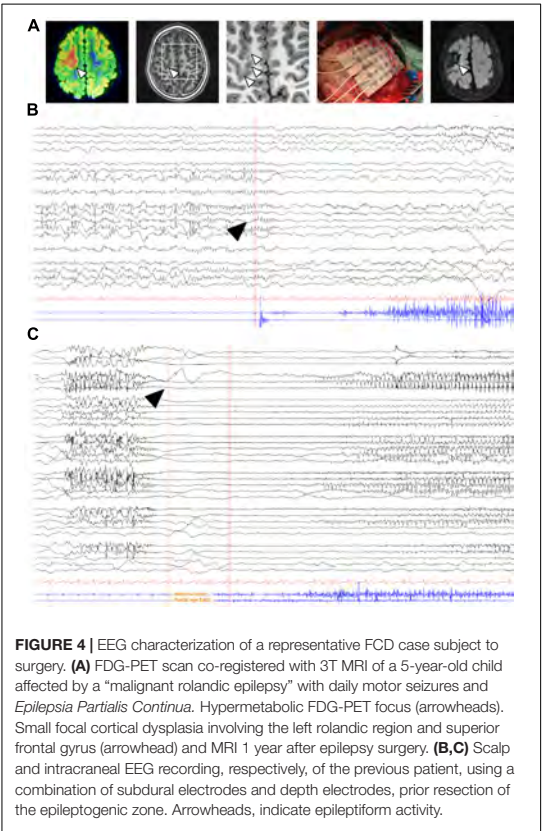 A
B
C
FIGURE 4 | EEG characterization of a representative FCD case subject to
surgery. (A) FDG-PET scan co-registered with 3T MRI of a 5-year-old child
affected by a “malignant rolandic epilepsy” with daily motor seizures and
Epilepsia Partialis Continua. Hypermetabolic FDG-PET focus (arrowheads).
Small focal cortical dysplasia involving the left rolandic region and superior
frontal gyrus (arrowhead) and MRI 1 year after epilepsy surgery. (B,C) Scalp
and intracraneal EEG recording, respectively, of the previous patient, using a
combination of subdural electrodes and depth electrodes, prior resection of
the epileptogenic zone. Arrowheads, indicate epileptiform activity.